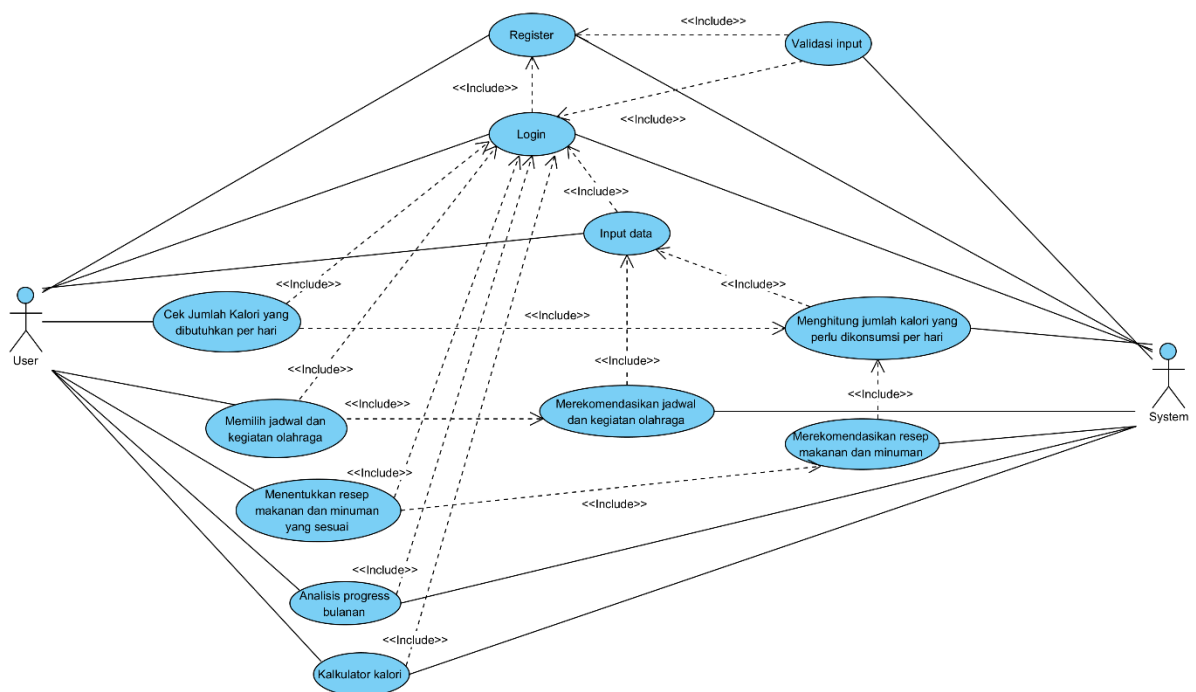 <<Include>>
Register
Validasi input
<<Include>>
<<Include>>
Login
<<Include>>
Input data
<<Include>>
<<Include>>
Cek Jumlah Kalori yang
dibutuhkan per hari
<<Include>>
Menghitung jumlah kalori yang
perlu dikonsumsi per hari
User
<<Include>>
<<Include>>
<<Include>>
Memilih jadwal dan
kegiatan olahraga
Merekomendasikan jadwal
dan kegiatan olahraga
<<Include>>
System
Merekomendasikan resep
makanan dan minuman
<<Include>>
<<Include>>
Menentukkan resep
makanan dan minuman
yang sesuai
<<Include>>
Analisis progress
bulanan
<<Include>>
Kalkulator kalori